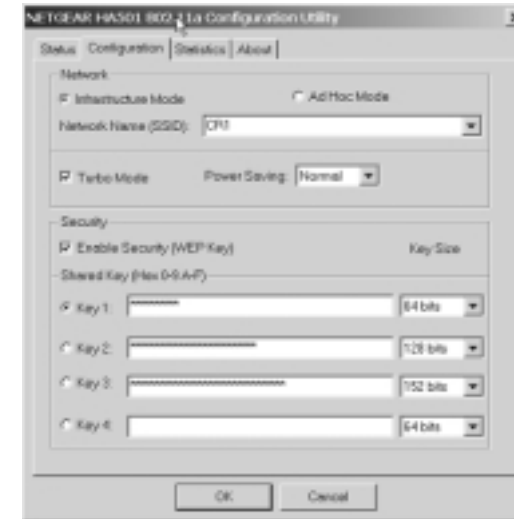 NETGEAR HA501 802.11a Configuration Utility
Status Configuration Statistics About
Network
Infrastructure Mode Ad Hoc Mode
Network Name (SSID): CR1
Turbo Mode Power Saving: Normal
Security
Enable Security (WEP Key) Key Size
Shared Key (Hex 0-9 A-F)
Key 1: ********** 64 bits
Key 2: ************************** 128 bits
Key 3: ******************************** 152 bits
Key 4: 64 bits
OK Cancel